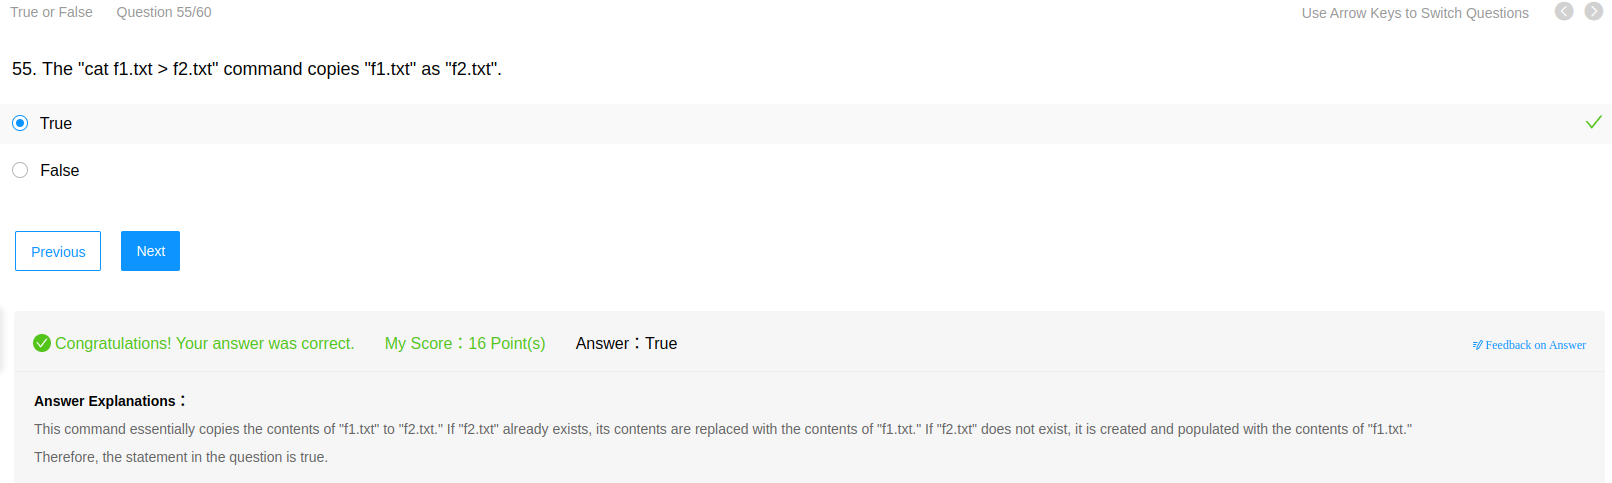 True or False Question 55/60 Use Arrow Keys to Switch Questions
55. The "cat f1.txt > f2.txt" command copies "f1.txt" as "f2.txt".
True
False
Previous Next
Congratulations! Your answer was correct. My Score：16 Point(s) Answer：True Feedback on Answer
Answer Explanations：
This command essentially copies the contents of "f1.txt" to "f2.txt." If "f2.txt" already exists, its contents are replaced with the contents of "f1.txt." If "f2.txt" does not exist, it is created and populated with the contents of "f1.txt."
Therefore, the statement in the question is true.